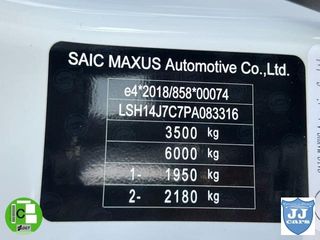 SAIC MAXUS Automotive Co.,Ltd.
e4*2018/858*00074
LSH14J7C7PA083316
3500 kg
6000 kg
1- 1950 kg
2- 2180 kg
JJ
cars